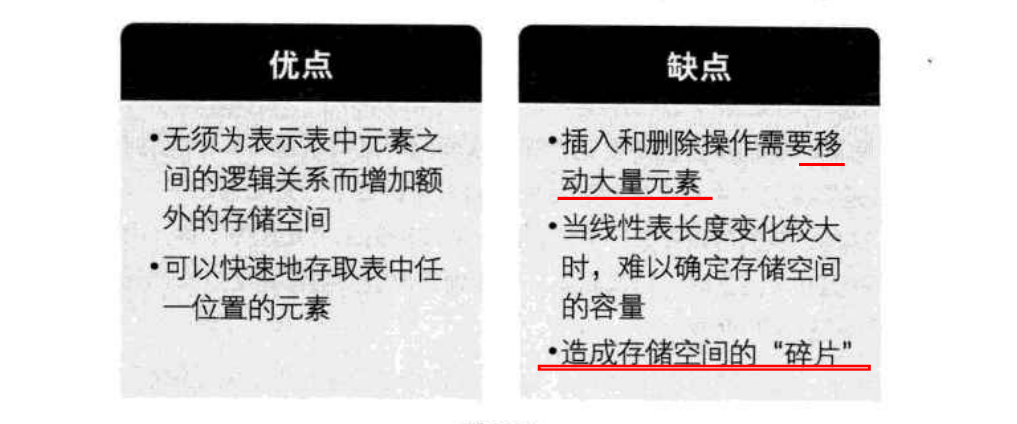 优点
•无须为表示表中元素之
间的逻辑关系而增加额
外的存储空间
•可以快速地存取表中任
一位置的元素
缺点
•插入和删除操作需要移
动大量元素
•当线性表长度变化较大
时，难以确定存储空间
的容量
•造成存储空间的“碎片”